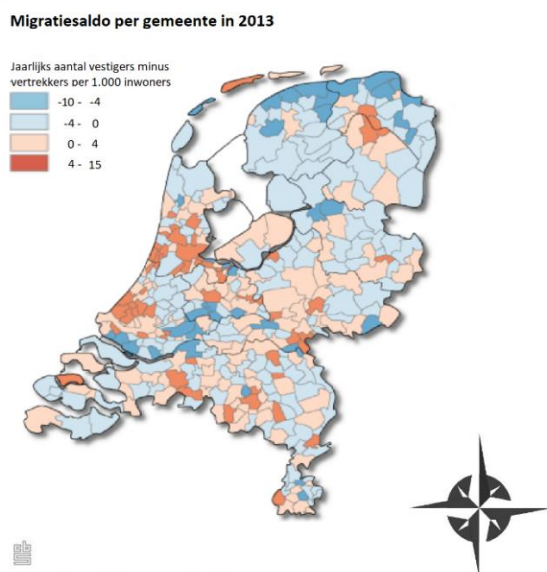 Migratiesaldo per gemeente in 2013
Jaarlijks aantal vestigers minus
vertrekkers per 1.000 inwoners
-10 - -4
-4 - 0
0 - 4
4 - 15